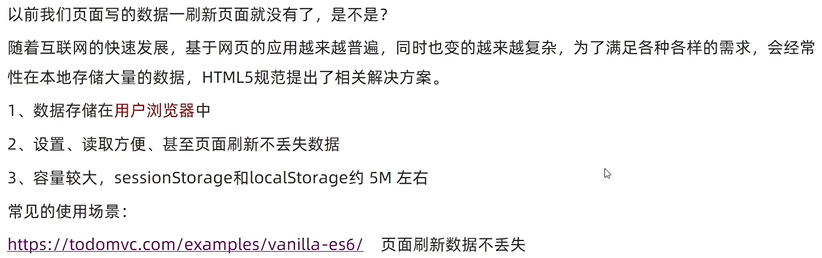 以前我们页面写的数据一刷新页面就没有了，是不是？
随着互联网的快速发展，基于网页的应用越来越普遍，同时也变的越来越复杂，为了满足各种各样的需求，会经常
性在本地存储大量的数据，HTML5规范提出了相关解决方案。
1、数据存储在用户浏览器中
2、设置、读取方便、甚至页面刷新不丢失数据
3、容量较大，sessionStorage和localStorage约 5M 左右
常见的使用场景：
https://todomvc.com/examples/vanilla-es6/ 页面刷新数据不丢失